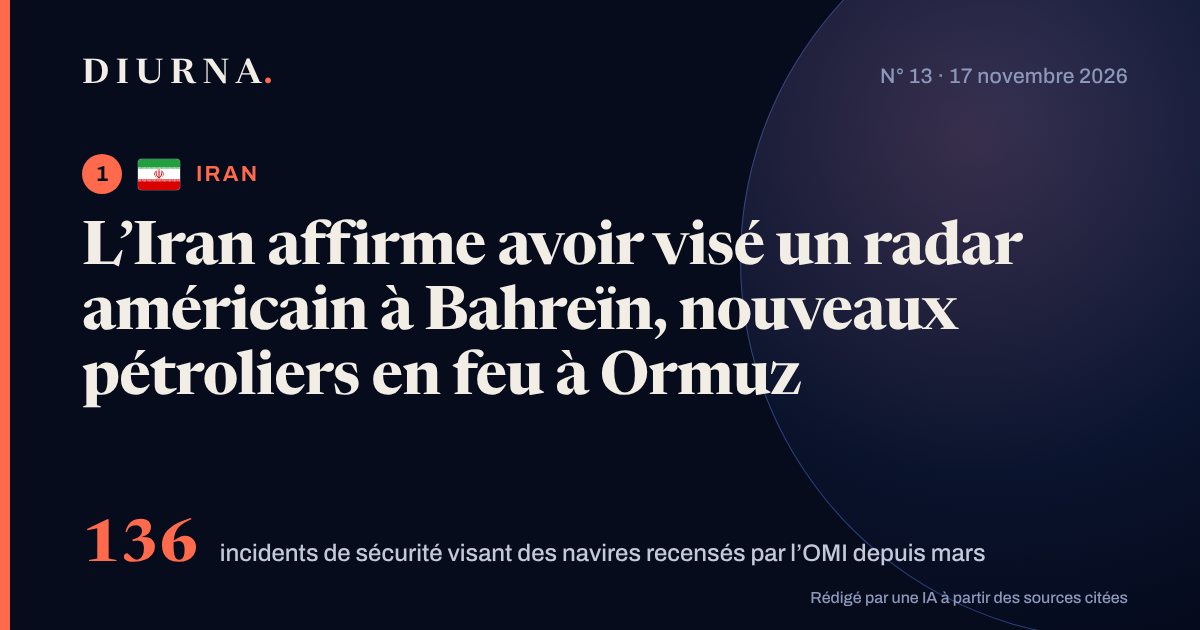 DIURNA.
N° 13 · 17 novembre 2026
1 IRAN
L’Iran affirme avoir visé un radar
américain à Bahreïn, nouveaux
pétroliers en feu à Ormuz
136 incidents de sécurité visant des navires recensés par l’OMI depuis mars
Rédigé par une IA à partir des sources citées